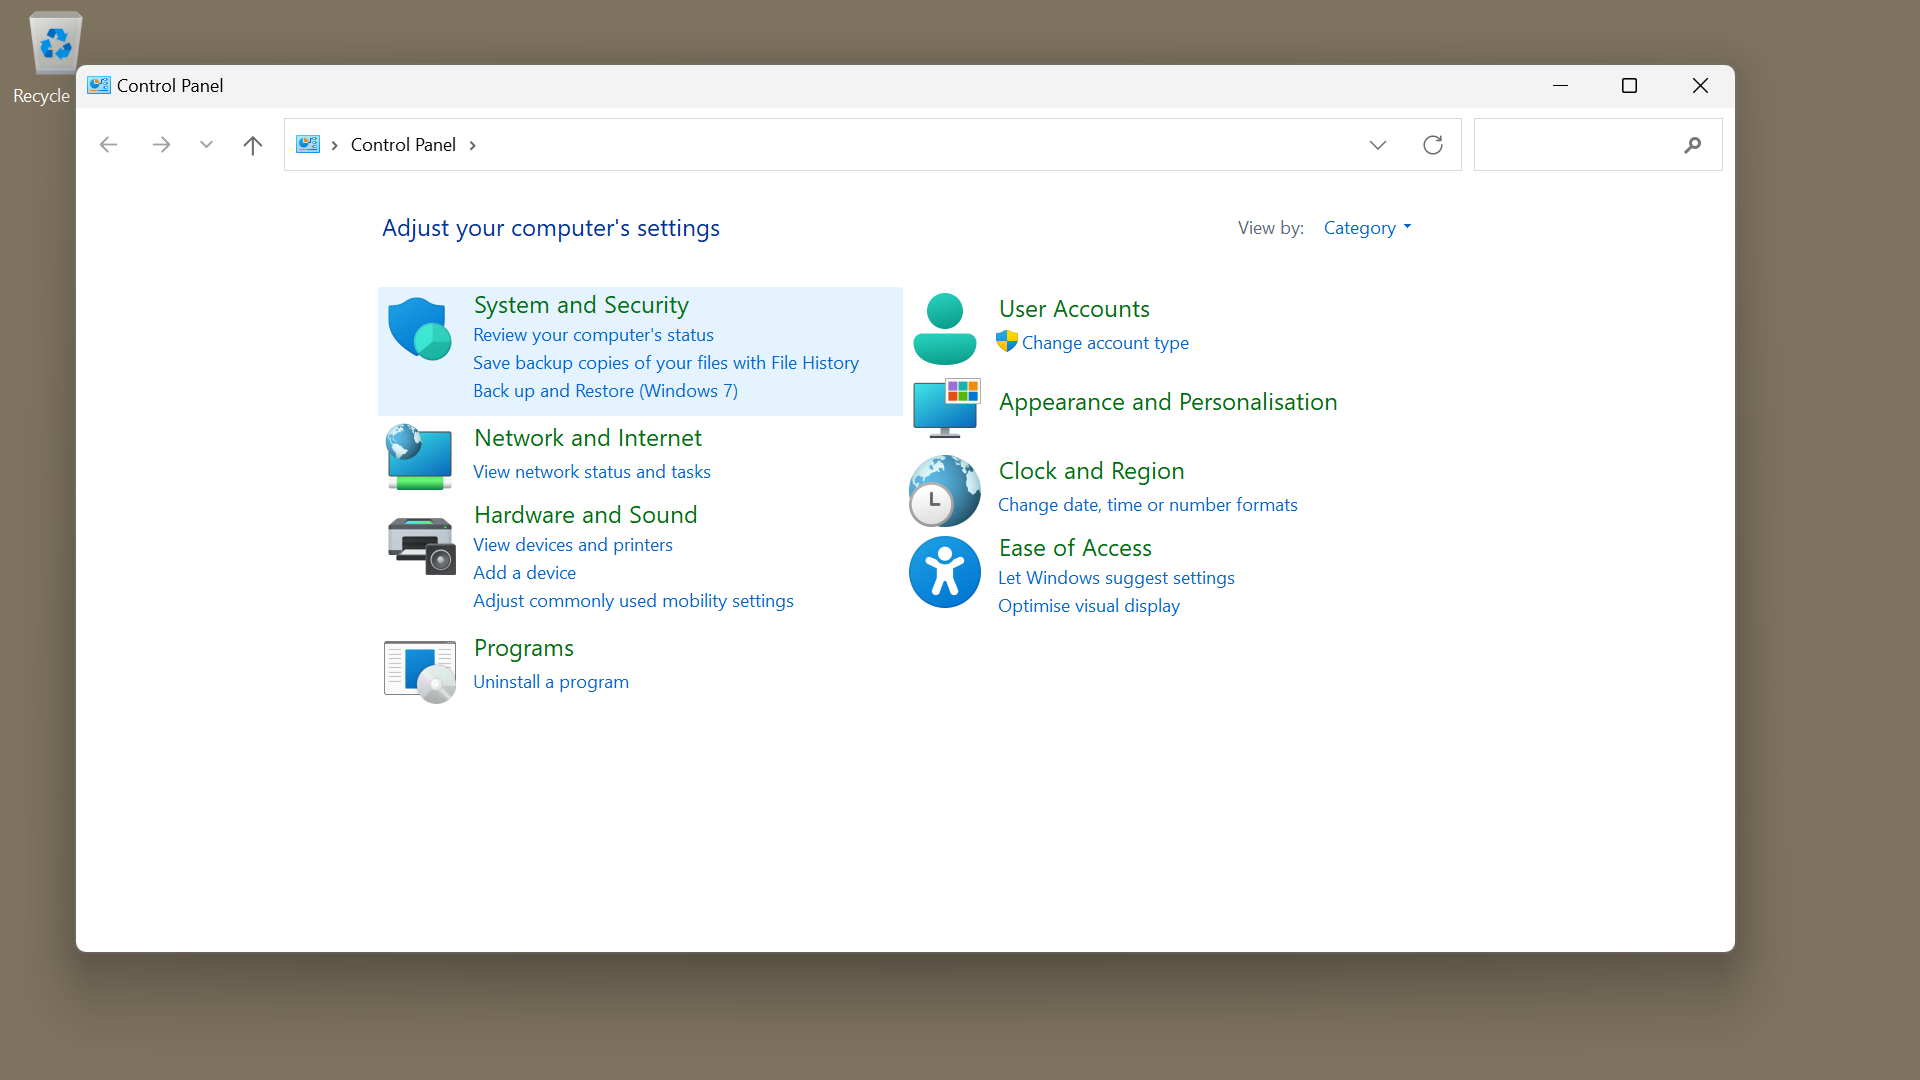 Recycle
Control Panel
Control Panel
Adjust your computer's settings
View by: Category
System and Security
Review your computer's status
Save backup copies of your files with File History
Back up and Restore (Windows 7)
Network and Internet
View network status and tasks
Hardware and Sound
View devices and printers
Add a device
Adjust commonly used mobility settings
Programs
Uninstall a program
User Accounts
Change account type
Appearance and Personalisation
Clock and Region
Change date, time or number formats
Ease of Access
Let Windows suggest settings
Optimise visual display